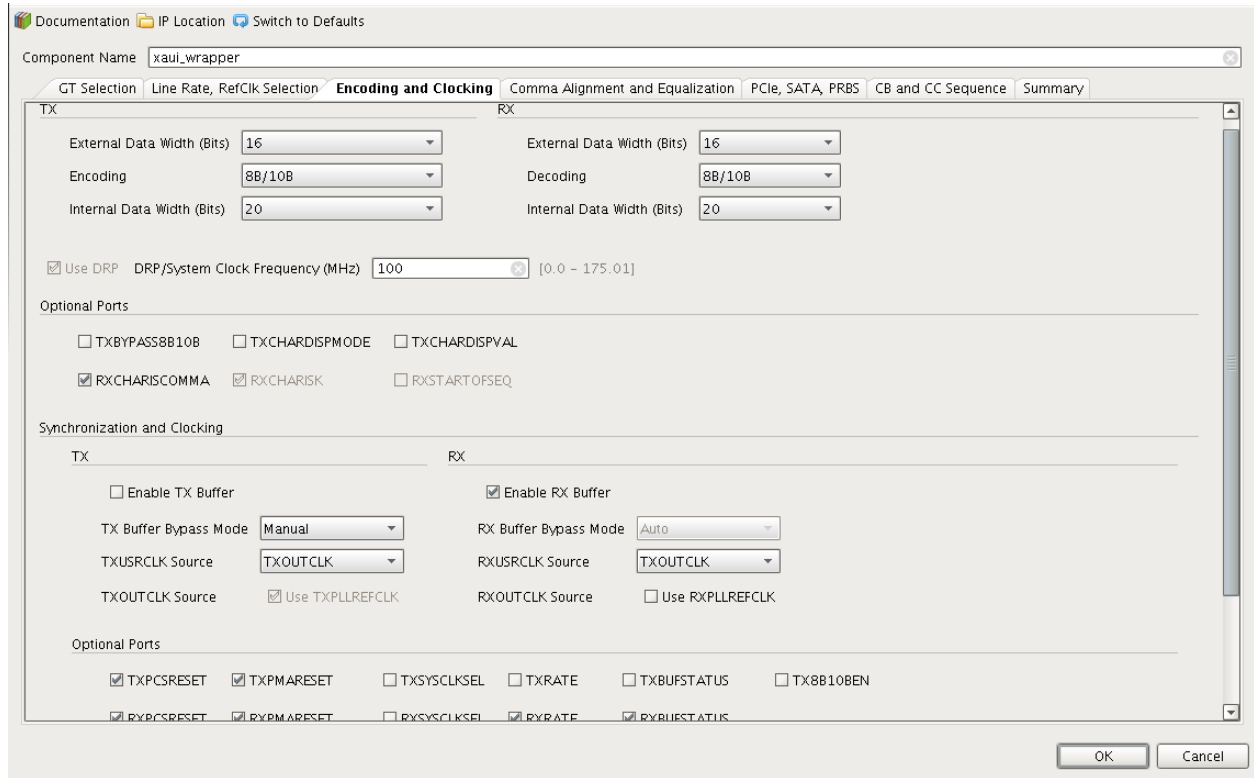 Documentation IP Location Switch to Defaults
Component Name xaui_wrapper
GT Selection Line Rate, RefClk Selection Encoding and Clocking Comma Alignment and Equalization PCIe, SATA, PRBS CB and CC Sequence Summary
TX RX
External Data Width (Bits) 16 External Data Width (Bits) 16
Encoding 8B/10B Decoding 8B/10B
Internal Data Width (Bits) 20 Internal Data Width (Bits) 20
Use DRP DRP/System Clock Frequency (MHz) 100 [0.0 - 175.01]
Optional Ports
TXBYPASS8B10B TXCHARDISPMODE TXCHARDISPVAL
RXCHARISCOMMA RXCHARISK RXSTARTOFSEQ
Synchronization and Clocking
TX RX
Enable TX Buffer Enable RX Buffer
TX Buffer Bypass Mode Manual RX Buffer Bypass Mode Auto
TXUSRCLK Source TXOUTCLK RXUSRCLK Source TXOUTCLK
TXOUTCLK Source Use TXPLLREFCLK RXOUTCLK Source Use RXPLLREFCLK
Optional Ports
TXPCSRESET TXPMARESET TXSYSCLKSEL TXRATE TXBUFSTATUS TX8B10BEN
RXPCSRESET RXPMARESET RXSYSCLKSEL RXRATE RXBUFSTATUS
OK Cancel